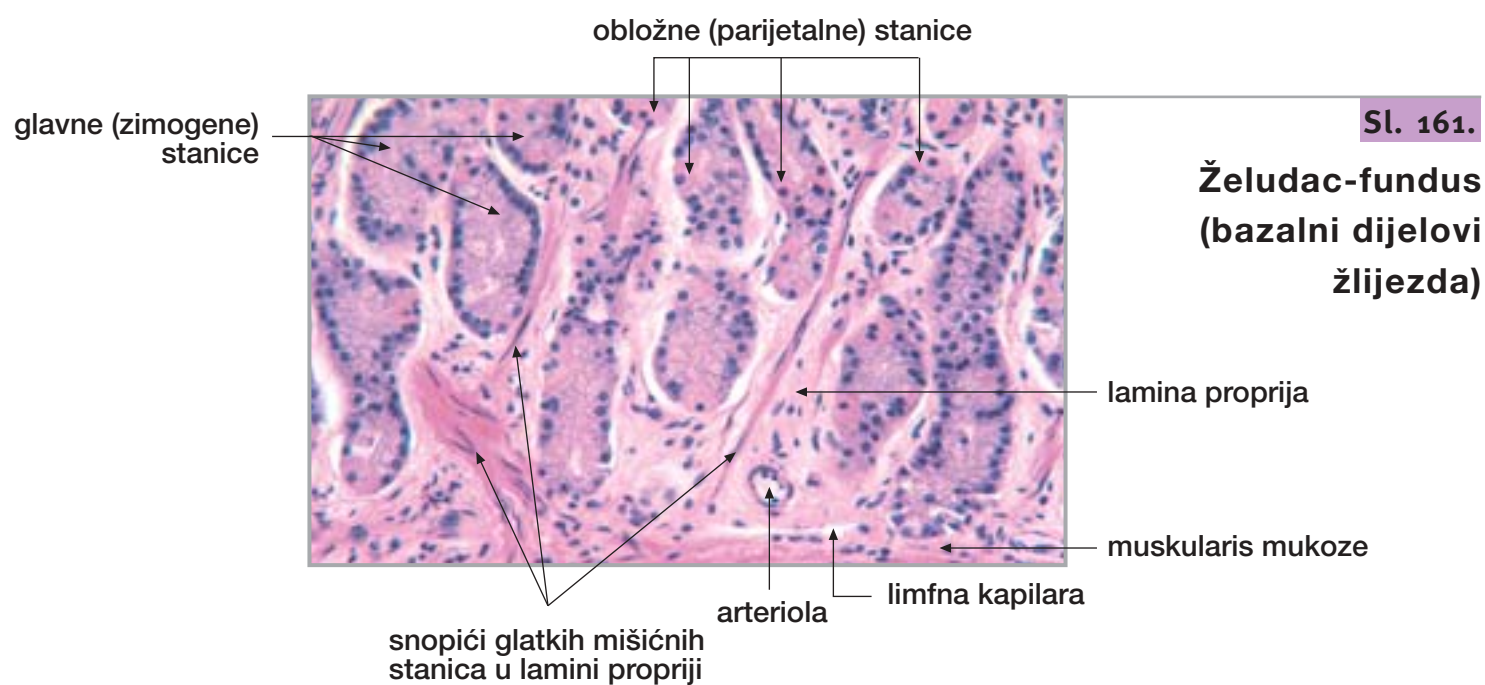 obložne (parijetalne) stanice
glavne (zimogene)
stanice
Sl. 161.
Želudac-fundus
(bazalni dijelovi
žlijezda)
lamina proprija
muskularis mukoze
limfna kapilara
arteriola
snopići glatkih mišićnih
stanica u lamini propriji